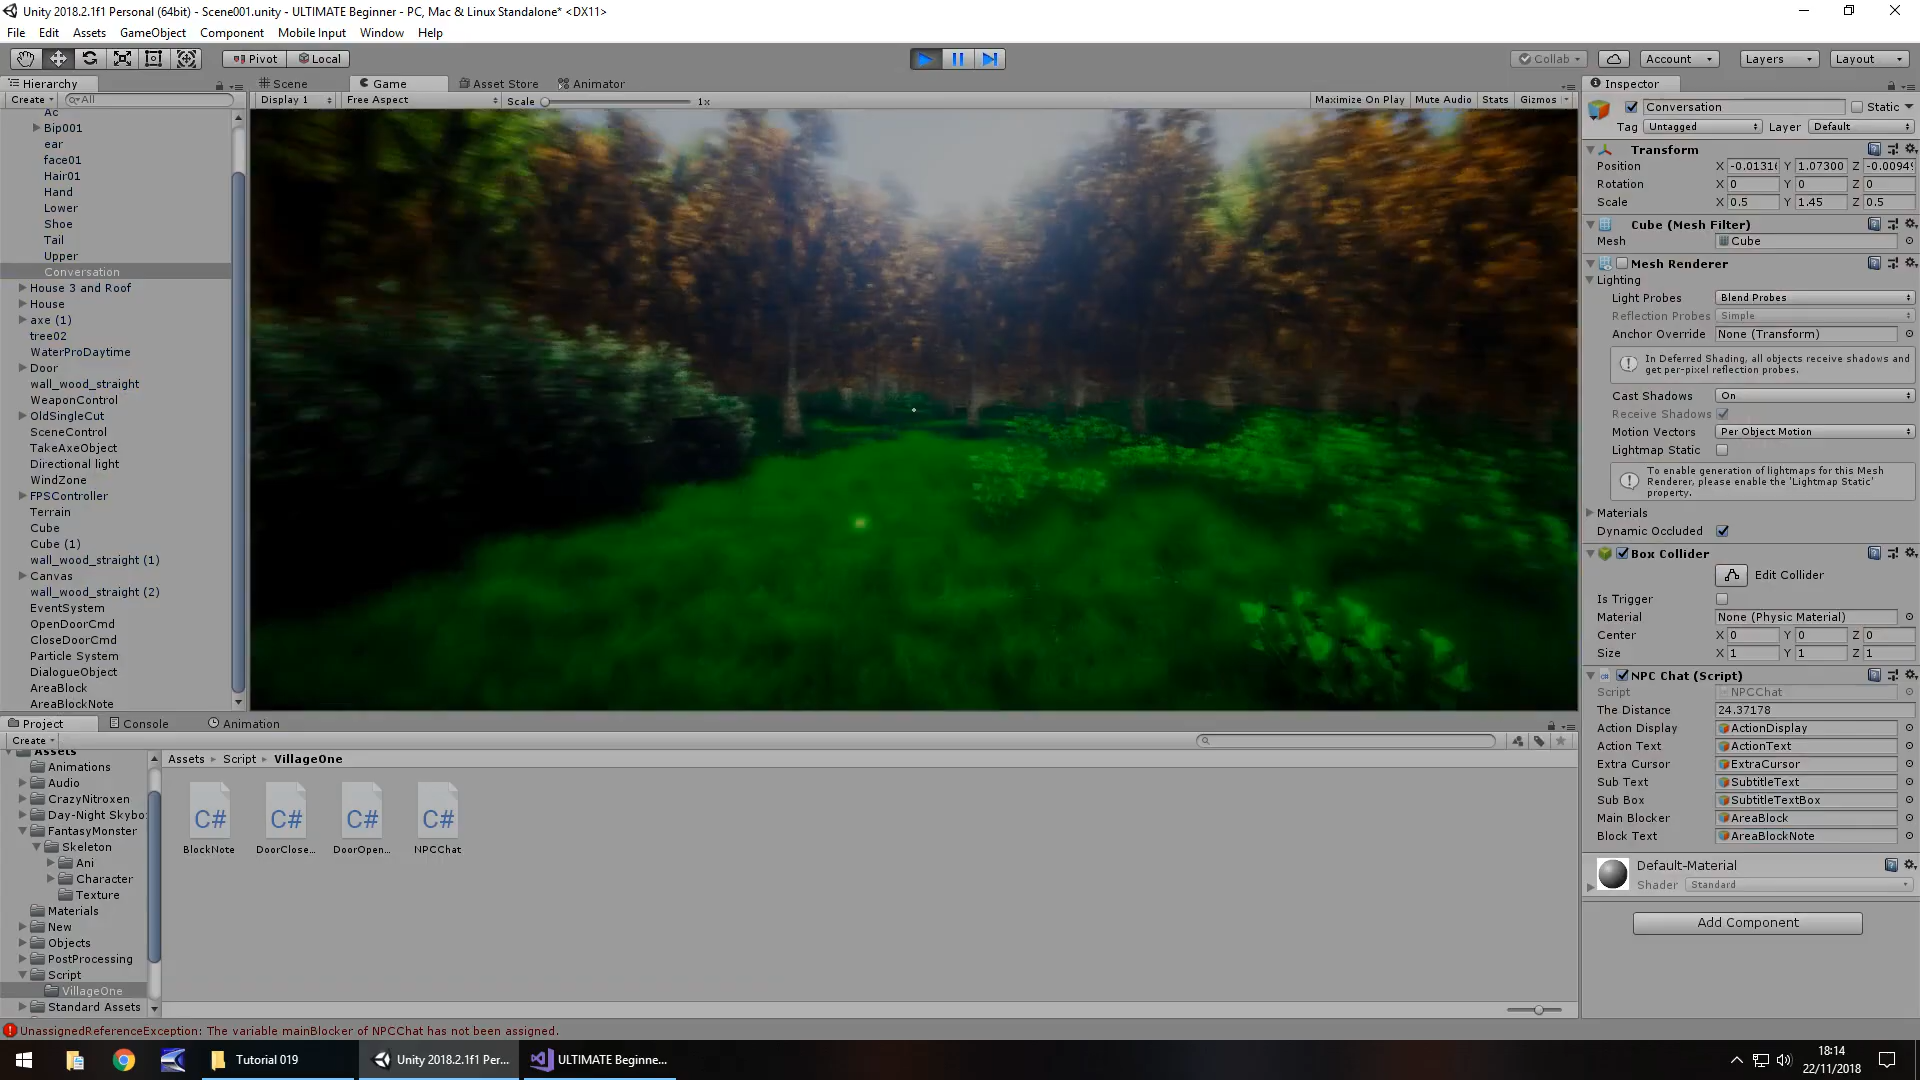 Unity 2018.2.1f1 Personal (64bit) - Scene001.unity - ULTIMATE Beginner - PC, Mac & Linux Standalone* <DX11>
File Edit Assets GameObject Component Mobile Input Window Help
Pivot Local Collab Account Layers Layout
Hierarchy
Create All
Ac
Bip001
ear
face01
Hair01
Hand
Lower
Shoe
Tail
Upper
Conversation
House 3 and Roof
House
axe (1)
tree02
WaterProDaytime
Door
wall_wood_straight
WeaponControl
OldSingleCut
SceneControl
TakeAxeObject
Directional light
WindZone
FPSController
Terrain
Cube
Cube (1)
wall_wood_straight (1)
Canvas
wall_wood_straight (2)
EventSystem
OpenDoorCmd
CloseDoorCmd
Particle System
DialogueObject
AreaBlock
AreaBlockNote
Scene Game Asset Store Animator
Display 1 Free Aspect Scale 1x Maximize On Play Mute Audio Stats Gizmos
Inspector
Conversation Static
Tag Untagged Layer Default
Transform
Position X -0.0131 Y 1.07300 Z -0.0094
Rotation X 0 Y 0 Z 0
Scale X 0.5 Y 1.45 Z 0.5
Cube (Mesh Filter)
Mesh Cube
Mesh Renderer
Lighting
Light Probes Blend Probes
Reflection Probes Simple
Anchor Override None (Transform)
In Deferred Shading, all objects receive shadows and
get per-pixel reflection probes.
Cast Shadows On
Receive Shadows
Motion Vectors Per Object Motion
Lightmap Static
To enable generation of lightmaps for this Mesh
Renderer, please enable the 'Lightmap Static'
property.
Materials
Dynamic Occluded
Box Collider
Edit Collider
Is Trigger
Material None (Physic Material)
Center X 0 Y 0 Z 0
Size X 1 Y 1 Z 1
NPC Chat (Script)
Script NPCChat
The Distance 24.37178
Action Display ActionDisplay
Action Text ActionText
Extra Cursor ExtraCursor
Sub Text SubtitleText
Sub Box SubtitleTextBox
Main Blocker AreaBlock
Block Text AreaBlockNote
Default-Material
Shader Standard
Add Component
Project Console Animation
Create
Assets
Animations
Audio
CrazyNitroxen
Day-Night Skybo
FantasyMonster
Skeleton
Ani
Character
Texture
Materials
New
Objects
PostProcessing
Script
VillageOne
Standard Assets
Assets Script VillageOne
C# C# C# C#
BlockNote DoorClose... DoorOpen... NPCChat
UnassignedReferenceException: The variable mainBlocker of NPCChat has not been assigned.
Tutorial 019 Unity 2018.2.1f1 Per... ULTIMATE Beginne...
18:14
22/11/2018